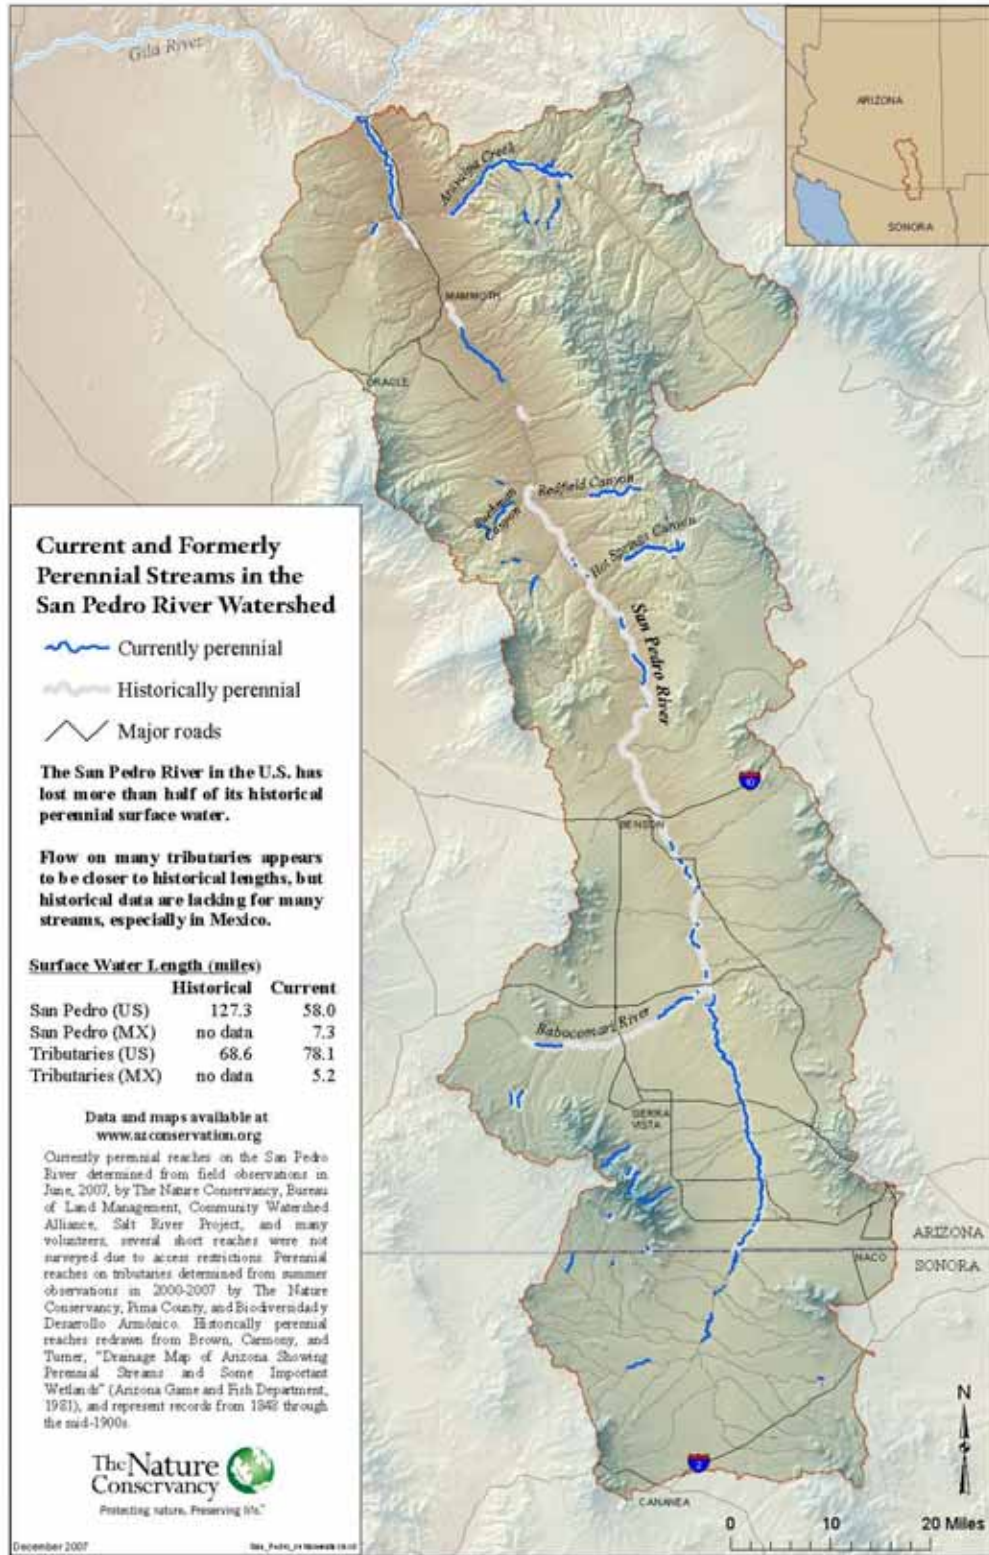 Gila River
ARIZONA
SONORA
Aravaipa Creek
MAMMOTH
ORACLE
Redfield Canyon
Buehman
Canyon
Hot Springs Canyon
San Pedro River
10
BENSON
Babocomari River
SIERRA
VISTA
ARIZONA
NACO
SONORA
2
CANANEA
N
0 10 20 Miles
Current and Formerly
Perennial Streams in the
San Pedro River Watershed
Currently perennial
Historically perennial
Major roads
The San Pedro River in the U.S. has
lost more than half of its historical
perennial surface water.
Flow on many tributaries appears
to be closer to historical lengths, but
historical data are lacking for many
streams, especially in Mexico.
Surface Water Length (miles)
Historical Current
San Pedro (US) 127.3 58.0
San Pedro (MX) no data 7.3
Tributaries (US) 68.6 78.1
Tributaries (MX) no data 5.2
Data and maps available at
www.azconservation.org
Currently perennial reaches on the San Pedro
River determined from field observations in
June, 2007, by The Nature Conservancy, Bureau
of Land Management, Community Watershed
Alliance, Salt River Project, and many
volunteers, several short reaches were not
surveyed due to access restrictions. Perennial
reaches on tributaries determined from summer
observations in 2000-2007 by The Nature
Conservancy, Pima County, and Biodiversidad y
Desarrollo Armónico. Historically perennial
reaches redrawn from Brown, Carmony, and
Turner, "Drainage Map of Arizona Showing
Perennial Streams and Some Important
Wetlands" (Arizona Game and Fish Department,
1981), and represent records from 1848 through
the mid-1900s.
The Nature
Conservancy
Protecting nature. Preserving life.™
December 2007